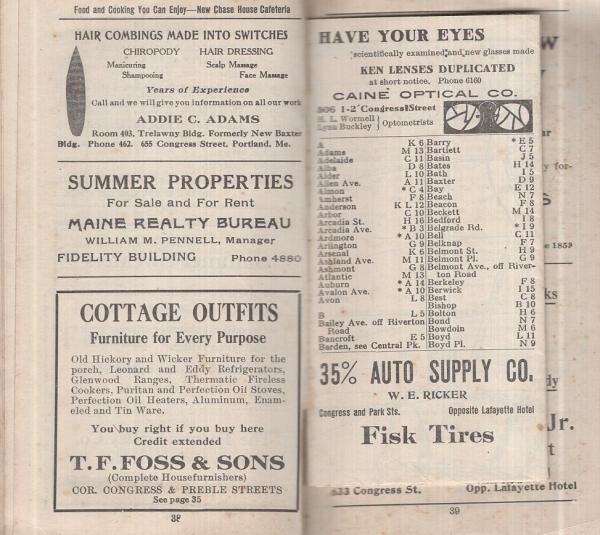 Food and Cooking You Can Enjoy—New Chase House Cafeteria
HAIR COMBINGS MADE INTO SWITCHES
CHIROPODY HAIR DRESSING
Manicuring Scalp Massage
Shampooing Face Massage
Years of Experience
Call and we will give you information on all our work
ADDIE C. ADAMS
Room 403, Trelawny Bldg. Formerly New Baxter
Bldg. Phone 462. 655 Congress Street, Portland, Me.
SUMMER PROPERTIES
For Sale and For Rent
MAINE REALTY BUREAU
WILLIAM M. PENNELL, Manager
FIDELITY BUILDING Phone 4880
COTTAGE OUTFITS
Furniture for Every Purpose
Old Hickory and Wicker Furniture for the
porch, Leonard and Eddy Refrigerators,
Glenwood Ranges, Thermatic Fireless
Cookers, Puritan and Perfection Oil Stoves,
Perfection Oil Heaters, Aluminum, Enam-
eled and Tin Ware.
You buy right if you buy here
Credit extended
T. F. FOSS & SONS
(Complete Housefurnishers)
COR. CONGRESS & PREBLE STREETS
See page 35
38
HAVE YOUR EYES
scientifically examined and new glasses made
KEN LENSES DUPLICATED
at short notice. Phone 6160
CAINE OPTICAL CO.
1-2 Congress Street
H. L. Wormell
Lynn Buckley
Optometrists
A K 6 Barry * E 5
Adams M 13 Bartlett C 7
Adelaide C 11 Basin J 5
Alba D 8 Bates H 14
Alder L 10 Bath I 5
Allen Ave. A 11 Baxter D 9
Almon * C 4 Bay E 12
Amherst F 8 Beach N 7
Anderson K L 12 Beacon F 8
Arbor C 10 Beckett M 14
Arcadia St. H 16 Bedford I 8
Arcadia Ave. * B 3 Belgrade Rd. * I 9
Ardmore * A 10 Bell C 11
Arlington G 9 Belknap F 7
Arsenal K 6 Belmont St. H 9
Ashland Ave. M 11 Belmont Pl. G 9
Ashmont G 8 Belmont Ave., off River-
Atlantic M 13 ton Road
Auburn * A 14 Berkeley F 8
Avalon Ave. * A 10 Berwick I 15
Avon L 8 Best C 8
Bishop B 10
B L 5 Bolton H 6
Bailey Ave. off Riverton Bond N 7
Road Bowdoin M 6
Bancroft E 5 Boyd L 11
Barden, see Central Pk. Boyd Pl. N 9
35% AUTO SUPPLY CO.
W. E. RICKER
Congress and Park Sts. Opposite Lafayette Hotel
Fisk Tires
633 Congress St. Opp. Lafayette Hotel
39
Jr.